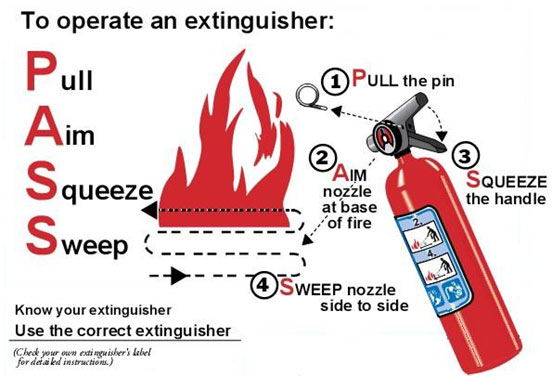 To operate an extinguisher:
Pull
Aim
Squeeze
Sweep
1 PULL the pin
2 AIM
nozzle
at base
of fire
3 SQUEEZE
the handle
4 SWEEP nozzle
side to side
2.
4.
Know your extinguisher
Use the correct extinguisher
(Check your own extinguisher's label
for detailed instructions.)